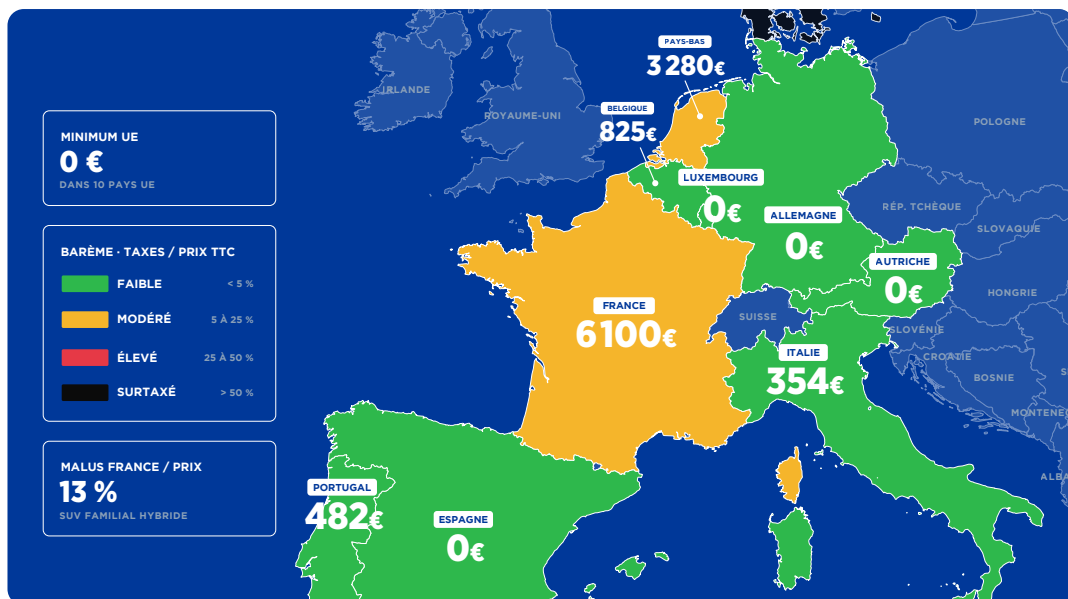 MINIMUM UE
0 €
DANS 10 PAYS UE
BARÈME · TAXES / PRIX TTC
FAIBLE < 5 %
MODÉRÉ 5 À 25 %
ÉLEVÉ 25 À 50 %
SURTAXÉ > 50 %
MALUS FRANCE / PRIX
13 %
SUV FAMILIAL HYBRIDE
PAYS-BAS
3 280€
IRLANDE
ROYAUME-UNI
BELGIQUE
825€
POLOGNE
LUXEMBOURG
0€
ALLEMAGNE
0€
RÉP. TCHÈQUE
SLOVAQUIE
AUTRICHE
0€
HONGRIE
FRANCE
6 100€
SUISSE
SLOVÉNIE
ITALIE
354€
CROATIE
BOSNIE
S
MONTENEG
ALBA
PORTUGAL
482€
ESPAGNE
0€